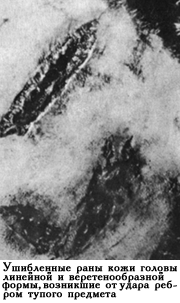 Ушибленные раны кожи головы
линейной и веретенообразной
формы, возникшие от удара реб-
ром тупого предмета